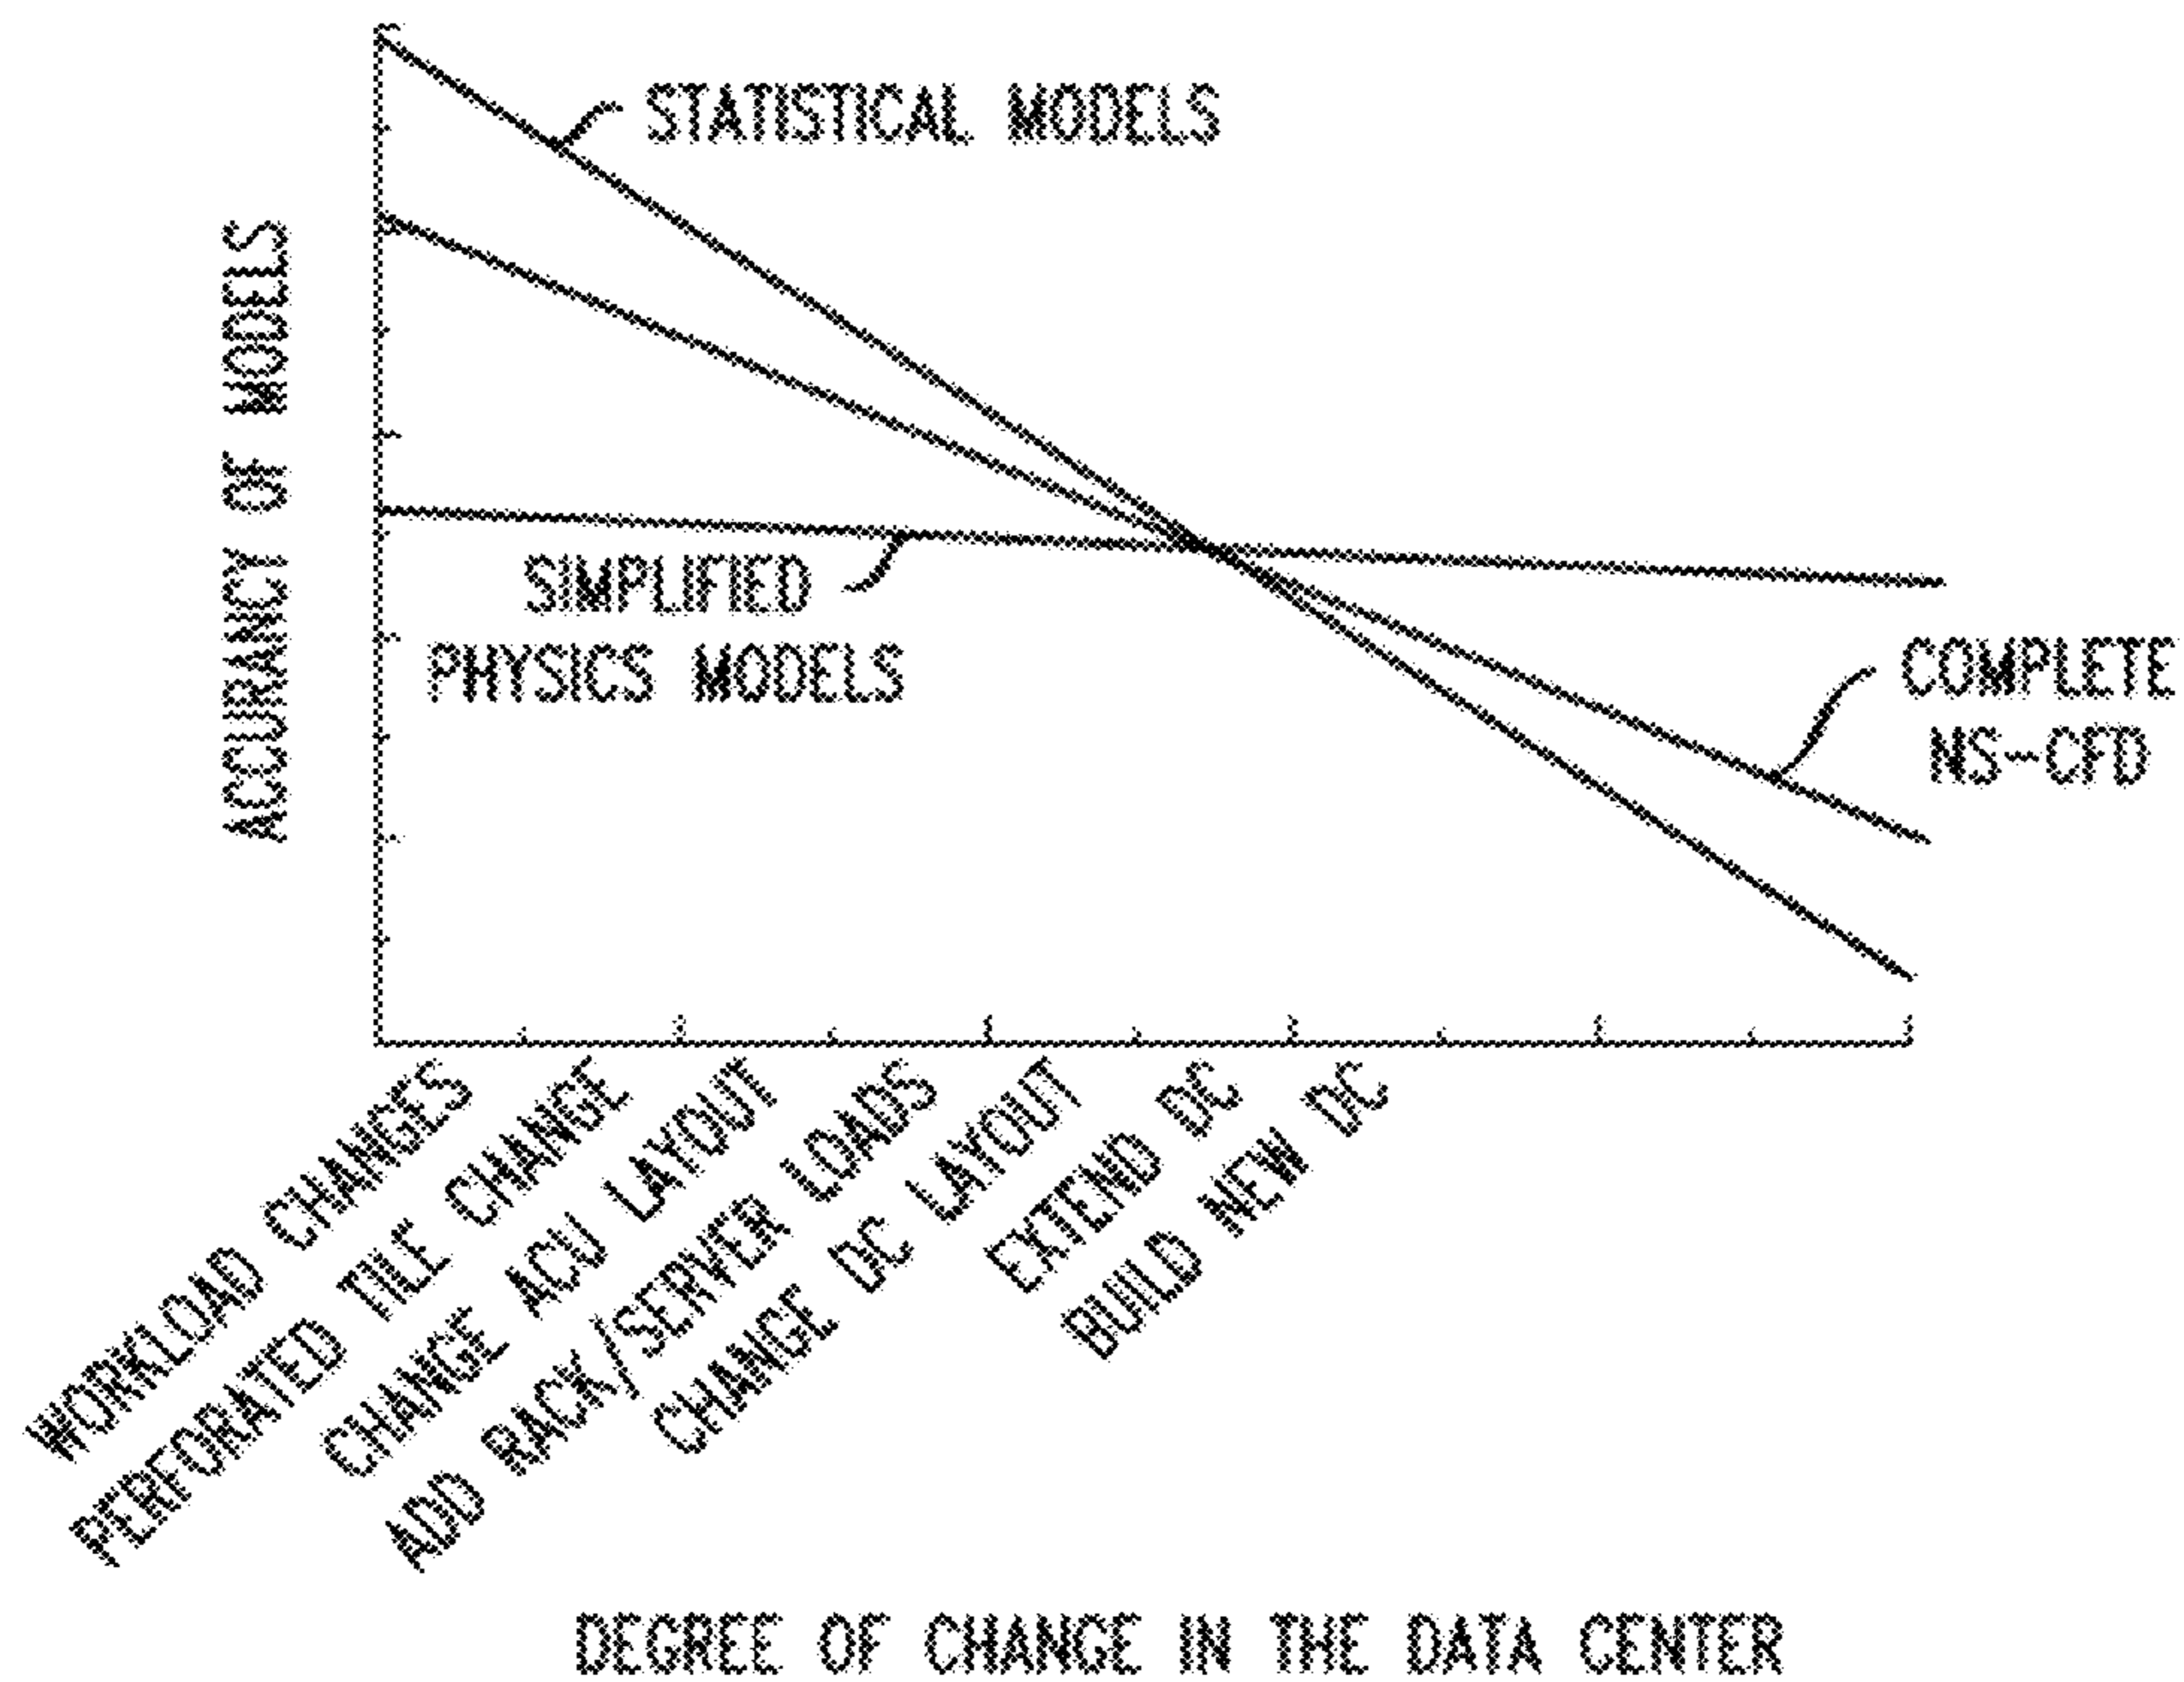 STATISTICAL MODELS
ACCURANCY OF MODELS
SIMPLIFIED
PHYSICS MODELS
COMPLETE
NS-CFD
WORKLOAD CHANGES
PERFORATED TILE CHANGE
CHANGE ACU LAYOUT
ADD RACK/SERVER LOADS
CHANGE DC LAYOUT
EXTEND DC
BUILD NEW DC
DEGREE OF CHANGE IN THE DATA CENTER